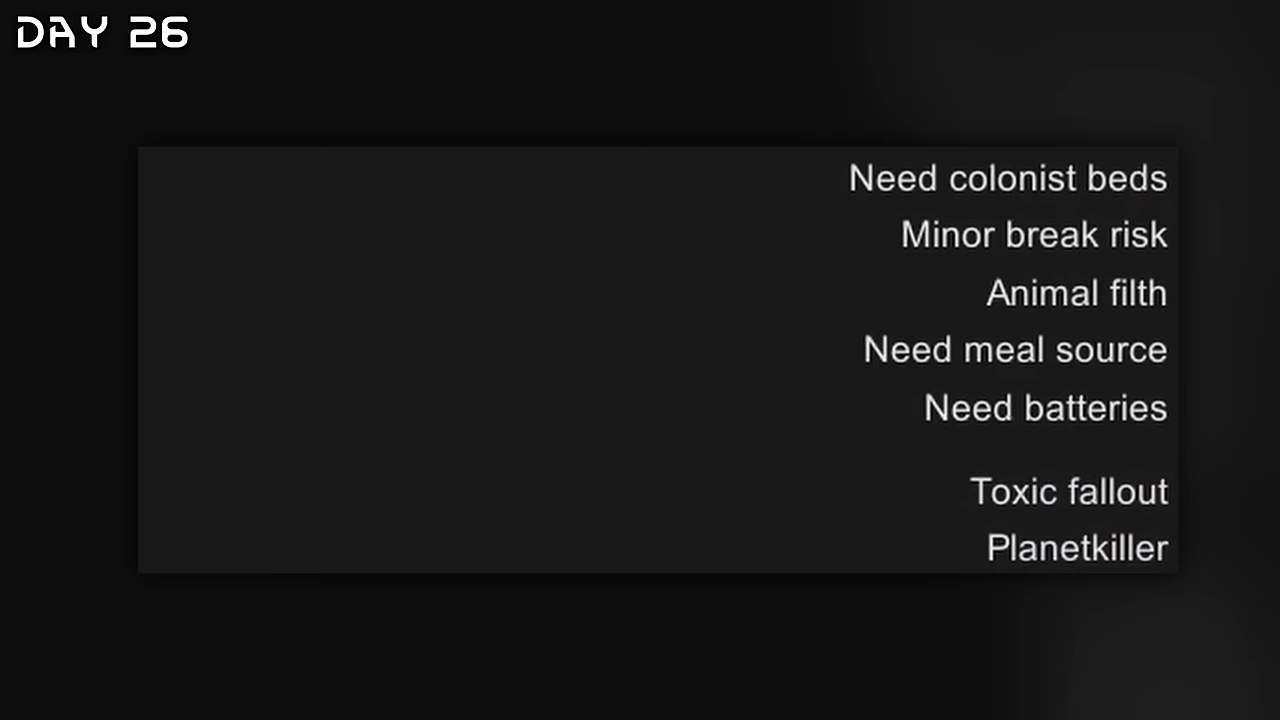 DAY 26
Need colonist beds
Minor break risk
Animal filth
Need meal source
Need batteries
Toxic fallout
Planetkiller